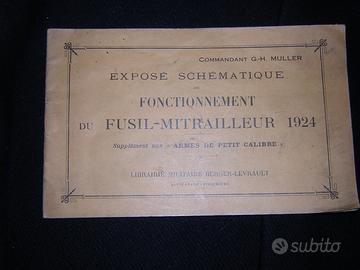 COMMANDANT G.-H. MULLER
EXPOSÉ SCHÉMATIQUE
FONCTIONNEMENT
DU FUSIL-MITRAILLEUR 1924
Supplément aux « ARMES DE PETIT CALIBRE »
LIBRAIRIE MILITAIRE BERGER-LEVRAULT
subito